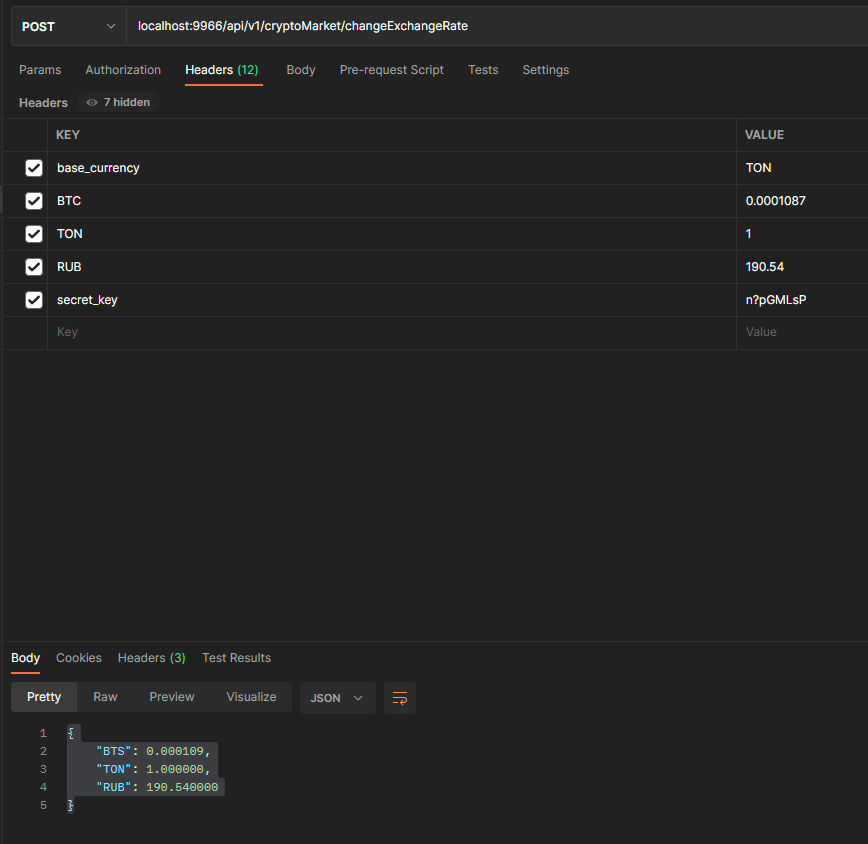 POST localhost:9966/api/v1/cryptoMarket/changeExchangeRate
Params Authorization Headers (12) Body Pre-request Script Tests Settings
Headers 7 hidden
KEY VALUE
base_currency TON
BTC 0.0001087
TON 1
RUB 190.54
secret_key n?pGMLsP
Key Value
Body Cookies Headers (3) Test Results
Pretty Raw Preview Visualize JSON
1 {
2 "BTS": 0.000109,
3 "TON": 1.000000,
4 "RUB": 190.540000
5 }